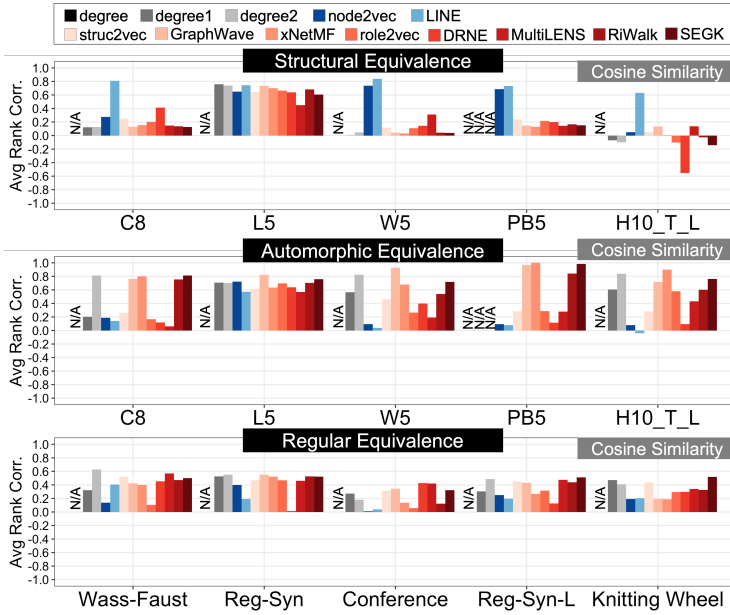 degree degree1 degree2 node2vec LINE
struc2vec GraphWave xNetMF role2vec DRNE MultiLENS RiWalk SEGK
Structural Equivalence
Cosine Similarity
Avg Rank Corr.
1.0
0.8
0.6
0.4
0.2
0.0
-0.2
-0.4
-0.6
-0.8
-1.0
N/A
N/A
N/A
N/A
N/A
N/A
N/A
C8 L5 W5 PB5 H10_T_L
Automorphic Equivalence
Cosine Similarity
Avg Rank Corr.
1.0
0.8
0.6
0.4
0.2
0.0
-0.2
-0.4
-0.6
-0.8
-1.0
N/A
N/A
N/A
N/A
N/A
N/A
N/A
C8 L5 W5 PB5 H10_T_L
Regular Equivalence
Cosine Similarity
Avg Rank Corr.
1.0
0.8
0.6
0.4
0.2
0.0
-0.2
-0.4
-0.6
-0.8
-1.0
N/A
N/A
N/A
N/A
N/A
Wass-Faust Reg-Syn Conference Reg-Syn-L Knitting Wheel